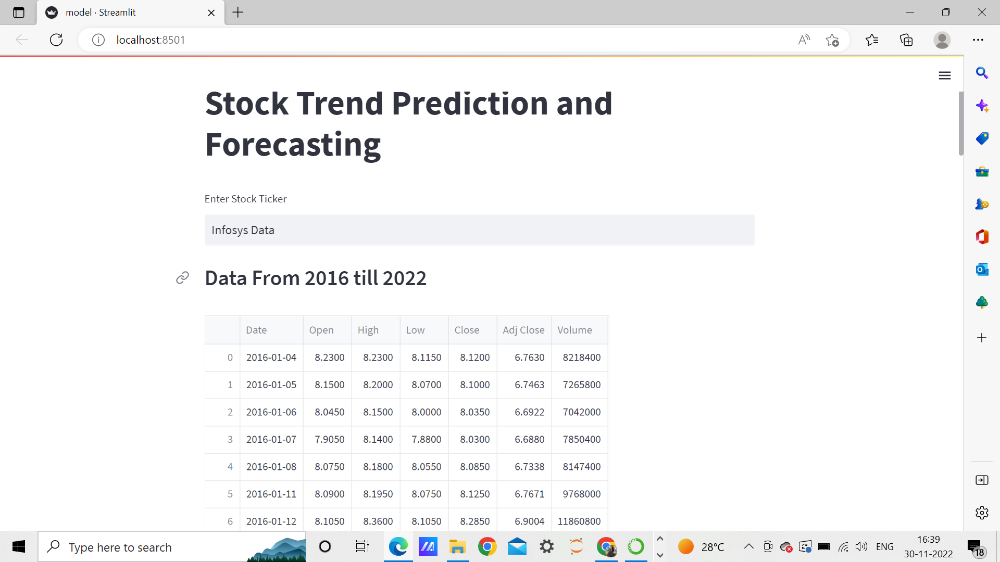 model · Streamlit
localhost:8501
Stock Trend Prediction and
Forecasting
Enter Stock Ticker
Infosys Data
Data From 2016 till 2022
Date Open High Low Close Adj Close Volume
0 2016-01-04 8.2300 8.2300 8.1150 8.1200 6.7630 8218400
1 2016-01-05 8.1500 8.2000 8.0700 8.1000 6.7463 7265800
2 2016-01-06 8.0450 8.1500 8.0000 8.0350 6.6922 7042000
3 2016-01-07 7.9050 8.1400 7.8800 8.0300 6.6880 7850400
4 2016-01-08 8.0750 8.1800 8.0550 8.0850 6.7338 8147400
5 2016-01-11 8.0900 8.1950 8.0750 8.1250 6.7671 9768000
6 2016-01-12 8.1050 8.3600 8.1050 8.2850 6.9004 11860800
Type here to search
28°C
ENG
16:39
30-11-2022
18